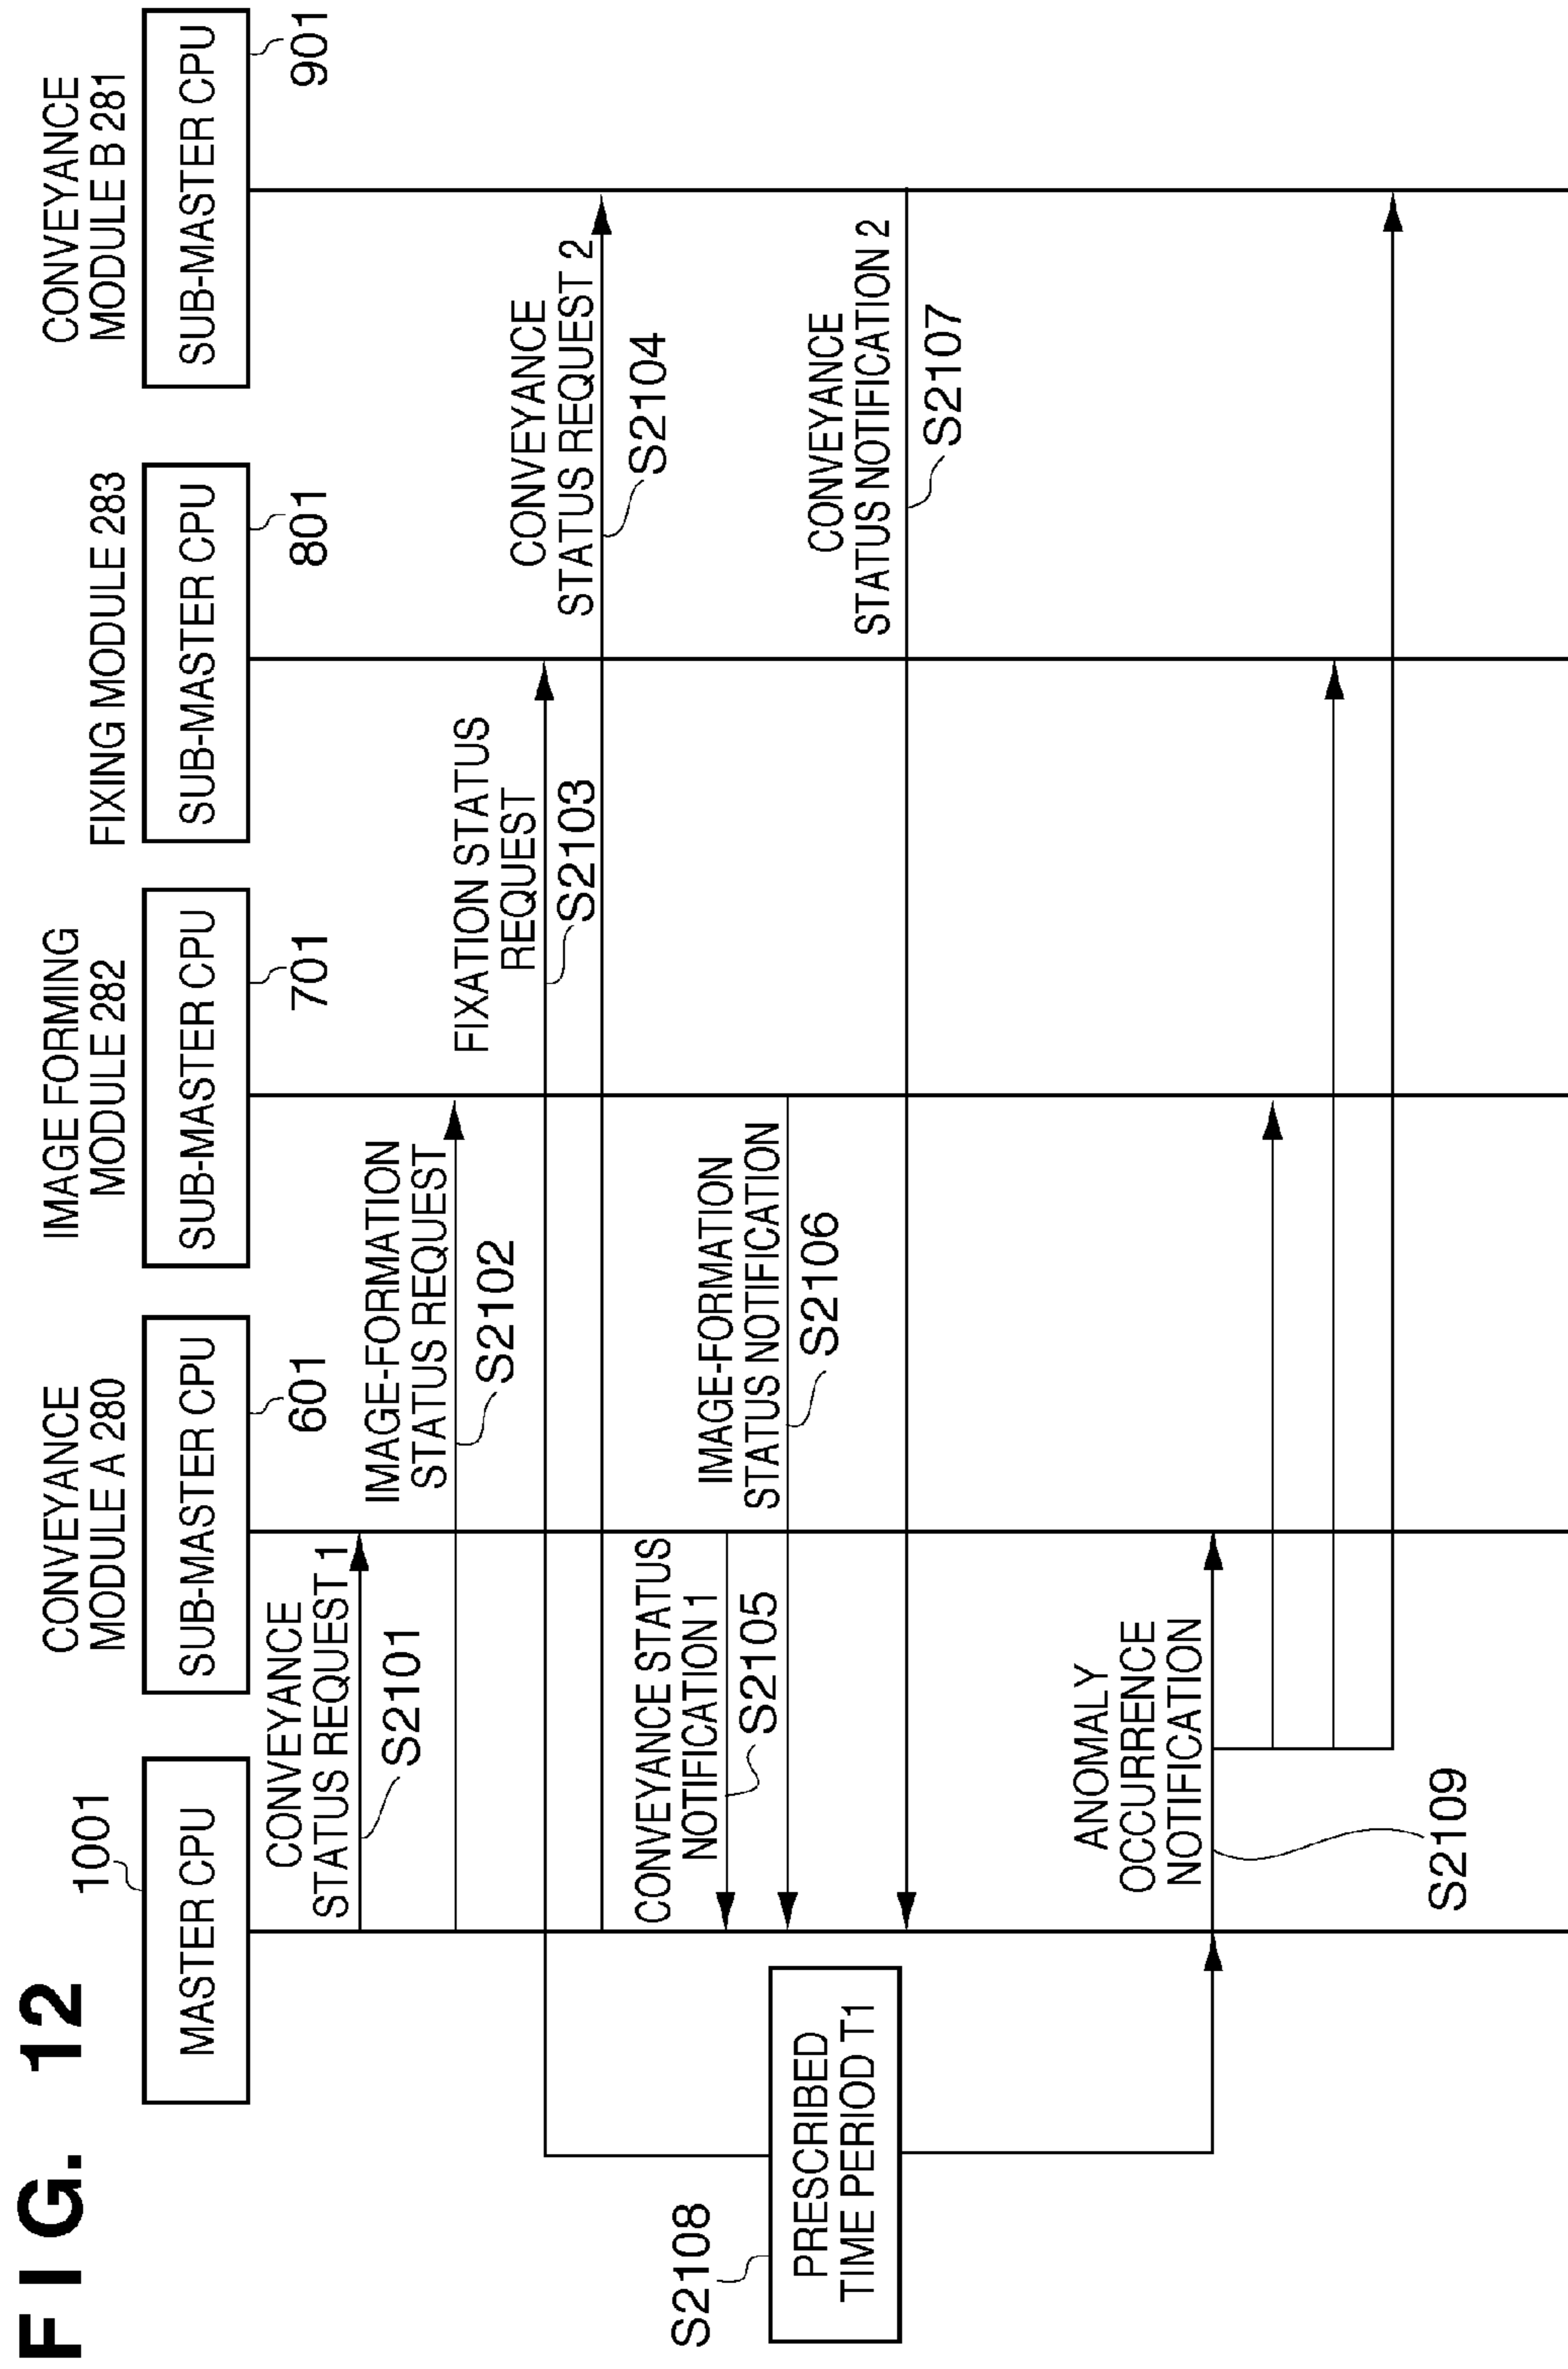 FIG. 12
1001
MASTER CPU
CONVEYANCE
MODULE A 280
SUB-MASTER CPU
601
IMAGE FORMING
MODULE 282
SUB-MASTER CPU
701
FIXING MODULE 283
SUB-MASTER CPU
801
CONVEYANCE
MODULE B 281
SUB-MASTER CPU
901
CONVEYANCE
STATUS REQUEST 1
S2101
IMAGE-FORMATION
STATUS REQUEST
S2102
FIXATION STATUS
REQUEST
S2103
CONVEYANCE
STATUS REQUEST 2
S2104
CONVEYANCE STATUS
NOTIFICATION 1
S2105
IMAGE-FORMATION
STATUS NOTIFICATION
S2106
CONVEYANCE
STATUS NOTIFICATION 2
S2107
S2108
PRESCRIBED
TIME PERIOD T1
ANOMALY
OCCURRENCE
NOTIFICATION
S2109